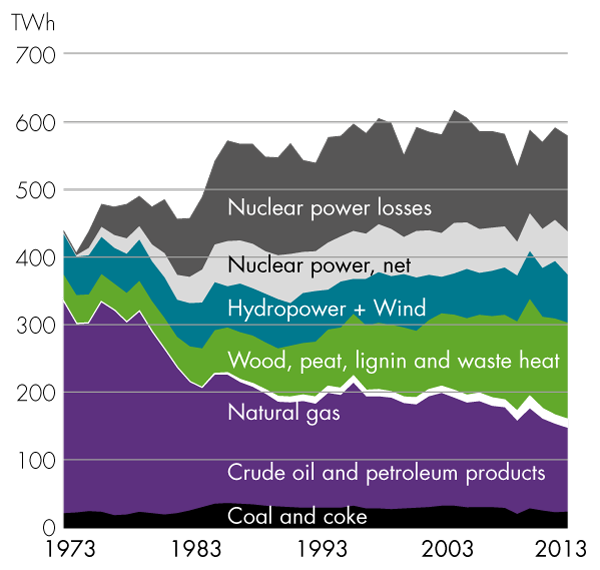 TWh
700
600
500
400
300
200
100
0
Nuclear power losses
Nuclear power, net
Hydropower + Wind
Wood, peat, lignin and waste heat
Natural gas
Crude oil and petroleum products
Coal and coke
1973 1983 1993 2003 2013